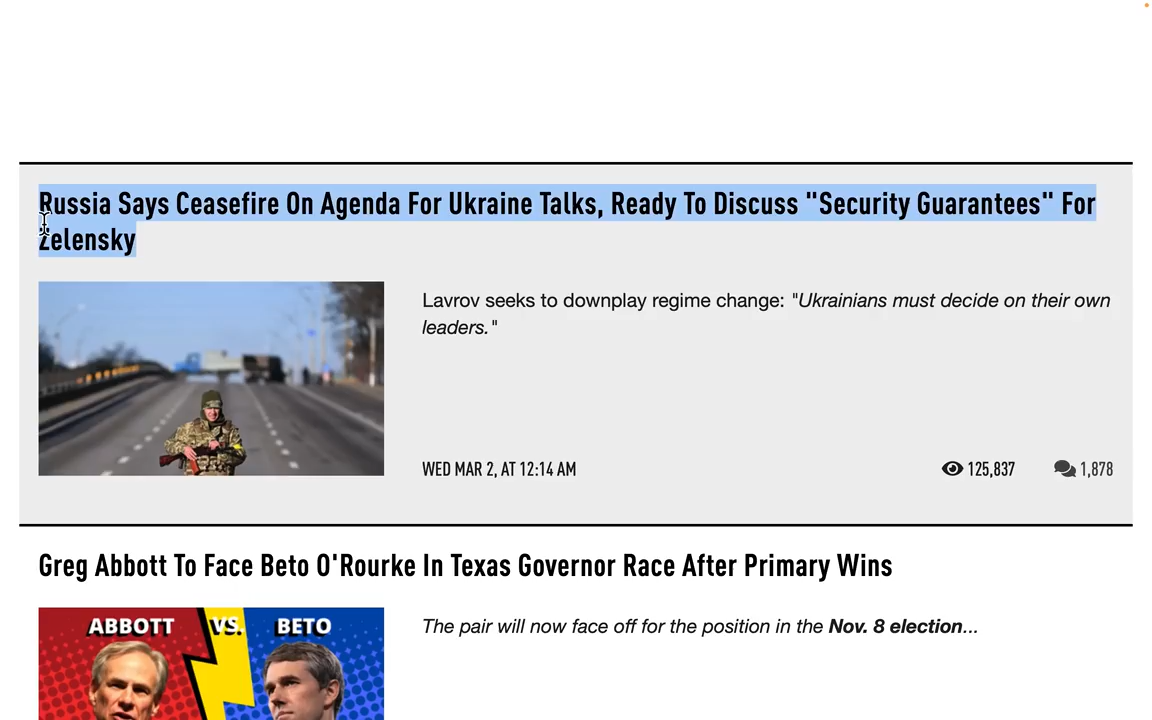 Russia Says Ceasefire On Agenda For Ukraine Talks, Ready To Discuss "Security Guarantees" For
Zelensky
Lavrov seeks to downplay regime change: "Ukrainians must decide on their own
leaders."
WED MAR 2, AT 12:14 AM 125,837 1,878
Greg Abbott To Face Beto O'Rourke In Texas Governor Race After Primary Wins
ABBOTT VS. BETO
The pair will now face off for the position in the Nov. 8 election...